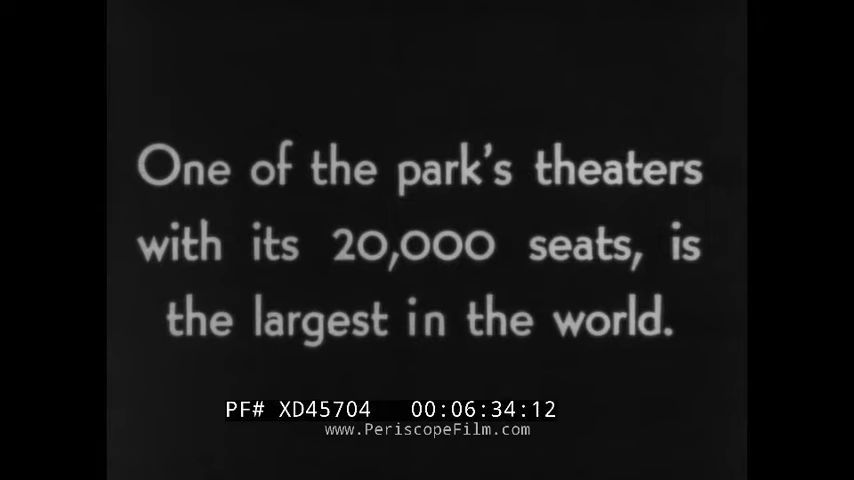 One of the park's theaters
with its 20,000 seats, is
the largest in the world.
PF# XD45704 00:06:34:12
www.PeriscopeFilm.com